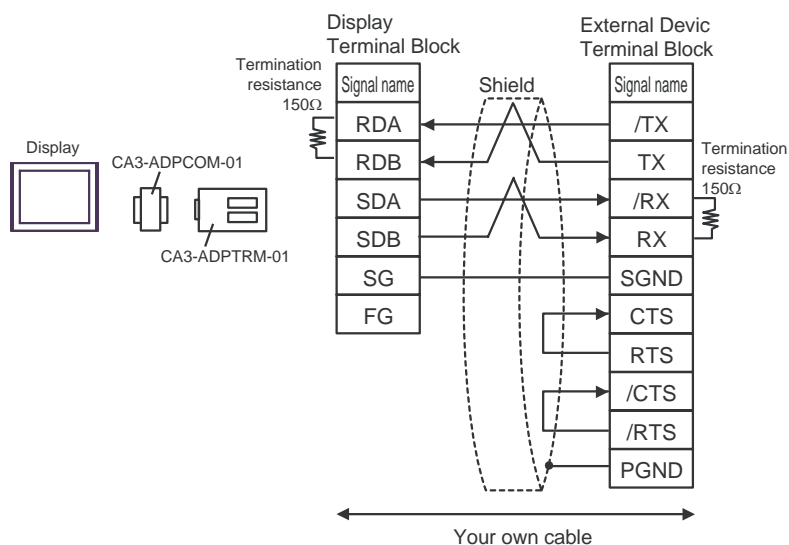 Display
Terminal Block
External Devic
Terminal Block
Termination
resistance
150Ω
Signal name
Shield
Signal name
RDA
/TX
RDB
TX
Termination
resistance
150Ω
Display
CA3-ADPCOM-01
SDA
/RX
SDB
RX
CA3-ADPTRM-01
SG
SGND
FG
CTS
RTS
/CTS
/RTS
PGND
Your own cable